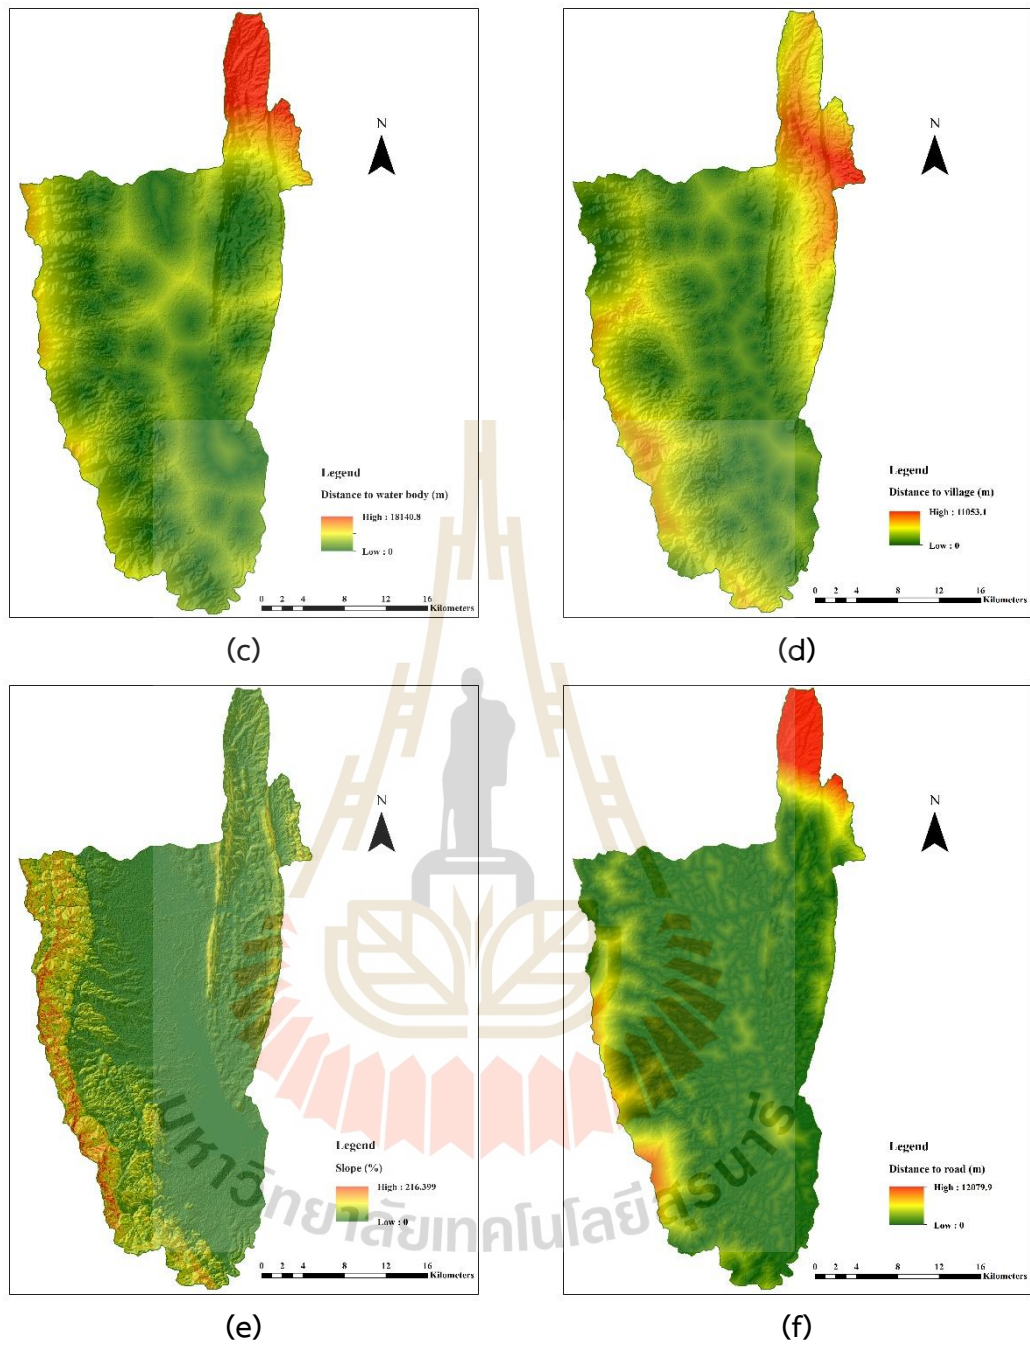 N
Legend
Distance to water body (m)
High : 18140.8
Low : 0
0 2 4 8 12 16
Kilometers
(c)
N
Legend
Distance to village (m)
High : 11053.1
Low : 0
0 2 4 8 12 16
Kilometers
(d)
N
Legend
Slope (%)
High : 216.399
Low : 0
0 2 4 8 12 16
Kilometers
(e)
N
Legend
Distance to road (m)
High : 12079.9
Low : 0
0 2 4 8 12 16
Kilometers
(f)
มหาวิทยาลัยเทคโนโลยีสุรนารี